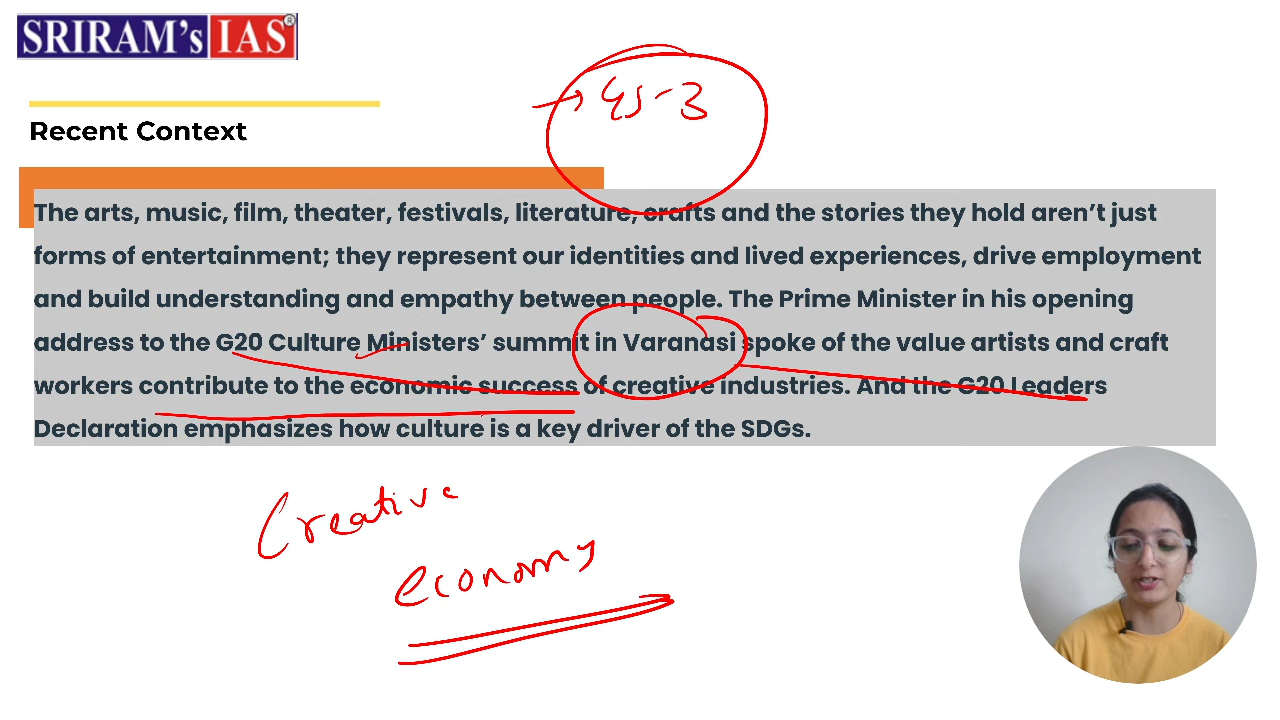 SRIRAM's IAS ®
→ GS-3
Recent Context
The arts, music, film, theater, festivals, literature, crafts and the stories they hold aren't just
forms of entertainment; they represent our identities and lived experiences, drive employment
and build understanding and empathy between people. The Prime Minister in his opening
address to the G20 Culture Ministers' summit in Varanasi spoke of the value artists and craft
workers contribute to the economic success of creative industries. And the G20 Leaders
Declaration emphasizes how culture is a key driver of the SDGs.
Creative
economy